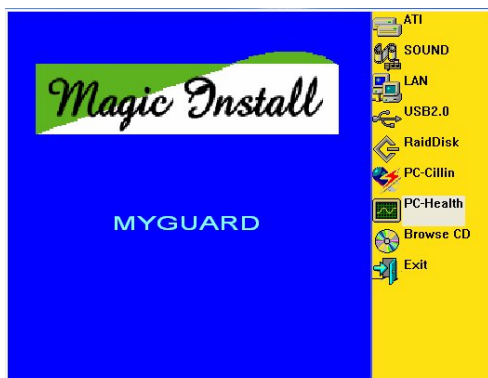 Magic Install
MYGUARD
ATI
SOUND
LAN
USB2.0
RaidDisk
PC-Cillin
PC-Health
Browse CD
Exit